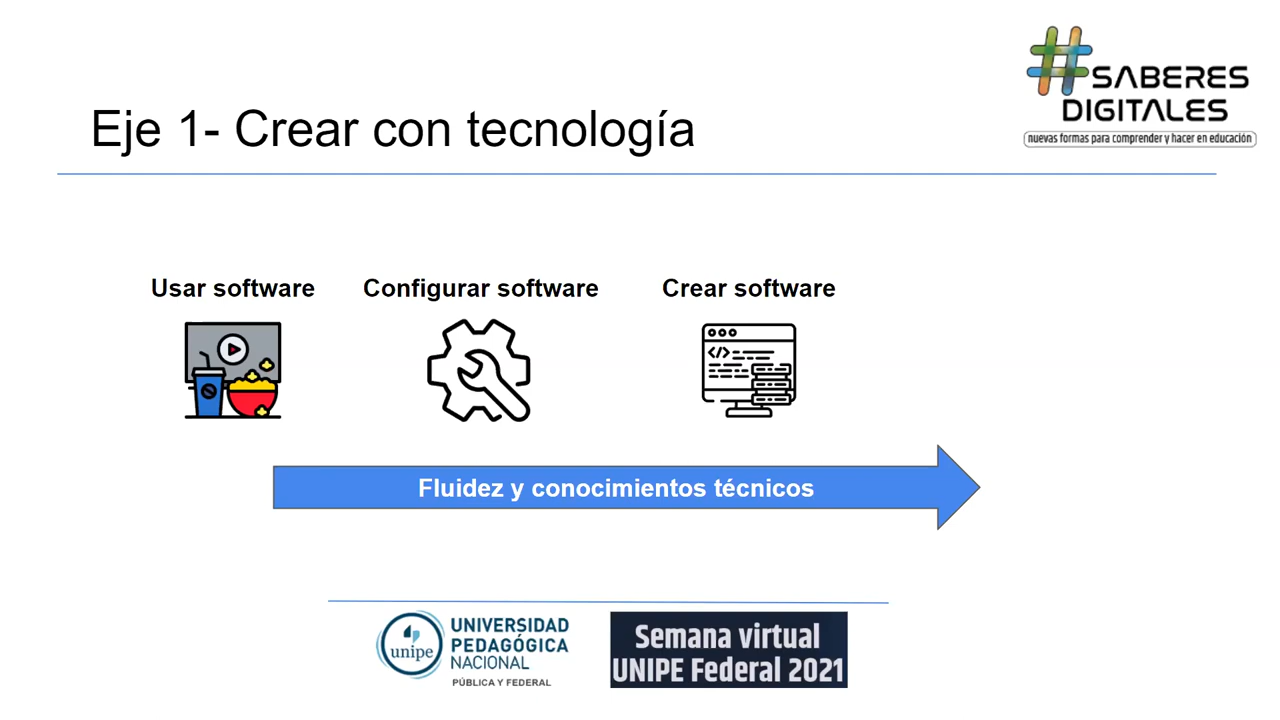 #SABERES
DIGITALES
nuevas formas para comprender y hacer en educación
Eje 1- Crear con tecnología
Usar software
Configurar software
Crear software
</>
Fluidez y conocimientos técnicos
unipe
UNIVERSIDAD
PEDAGÓGICA
NACIONAL
PÚBLICA Y FEDERAL
Semana virtual
UNIPE Federal 2021